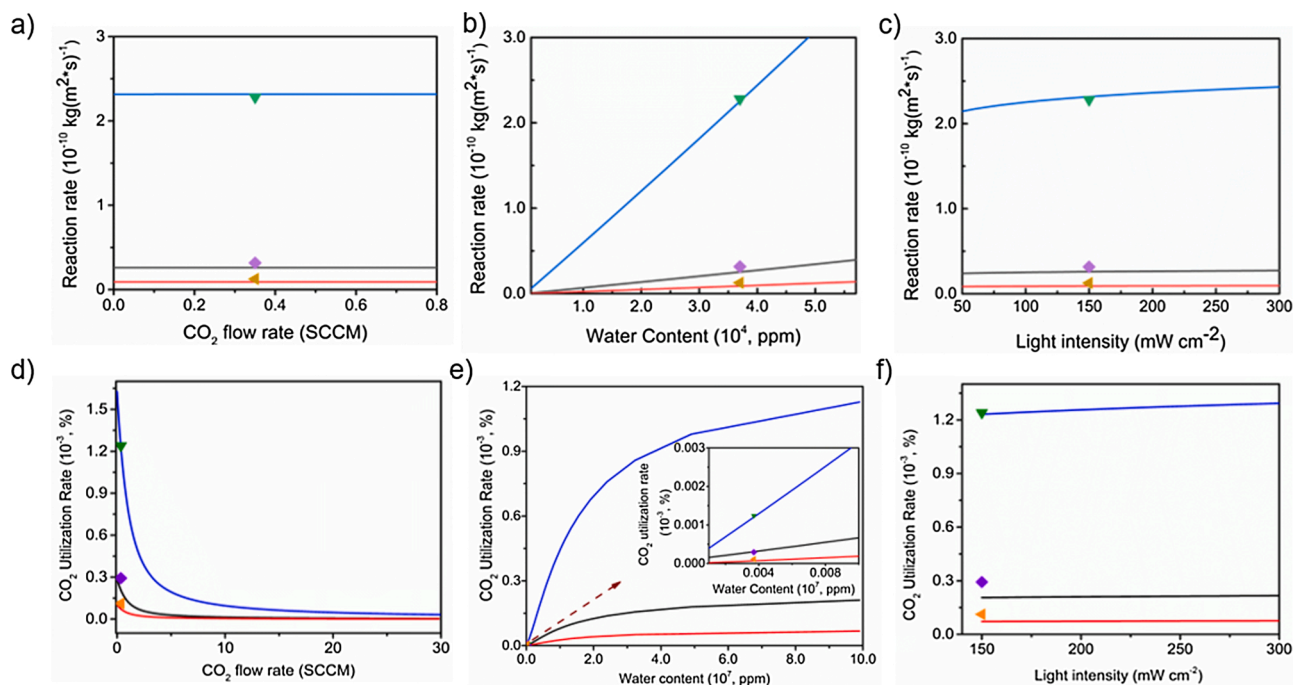 a)
3
2
1
0
0.0 0.2 0.4 0.6 0.8
Reaction rate (10⁻¹⁰ kg(m²*s)⁻¹)
CO₂ flow rate (SCCM)
b)
3.0
2.0
1.0
0.0
1.0 2.0 3.0 4.0 5.0
Reaction rate (10⁻¹⁰ kg(m²*s)⁻¹)
Water Content (10⁴, ppm)
c)
3.0
2.0
1.0
0.0
50 100 150 200 250 300
Reaction rate (10⁻¹⁰ kg(m²*s)⁻¹)
Light intensity (mW cm⁻²)
d)
1.5
1.2
0.9
0.6
0.3
0.0
0 10 20 30
CO₂ Utilization Rate (10⁻³, %)
CO₂ flow rate (SCCM)
e)
1.2
0.9
0.6
0.3
0.0
0.0 2.0 4.0 6.0 8.0 10.0
CO₂ Utilization Rate (10⁻³, %)
Water content (10⁷, ppm)
0.003
0.002
0.001
0.000
0.004 0.008
CO₂ utilization rate
(10⁻³, %)
Water Content (10⁷, ppm)
f)
1.2
0.9
0.6
0.3
0.0
150 200 250 300
CO₂ Utilization Rate (10⁻³, %)
Light intensity (mW cm⁻²)